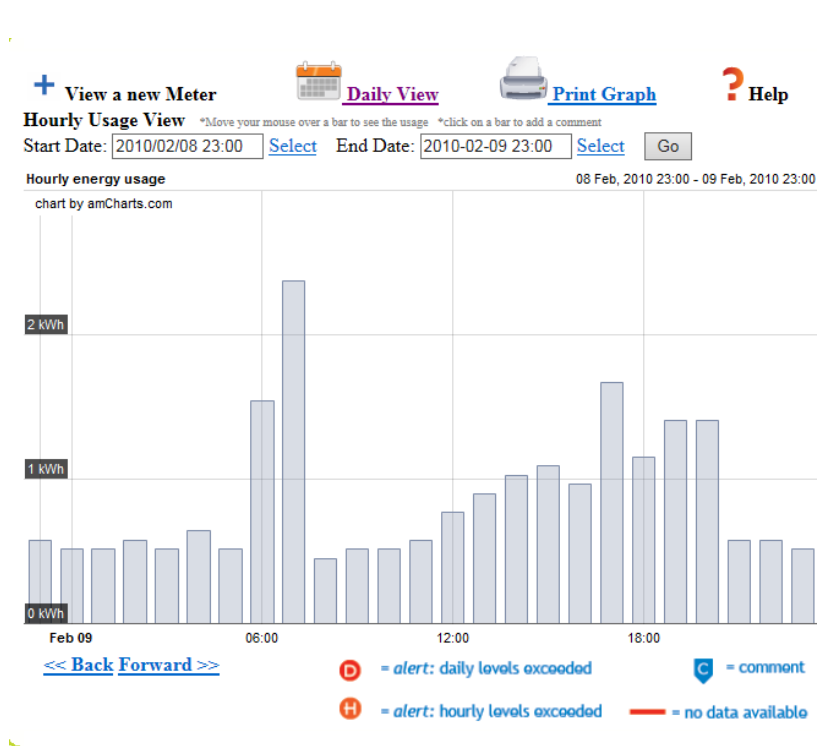 View a new Meter Daily View Print Graph Help
Hourly Usage View *Move your mouse over a bar to see the usage *click on a bar to add a comment
Start Date: 2010/02/08 23:00 Select End Date: 2010-02-09 23:00 Select Go
Hourly energy usage 08 Feb, 2010 23:00 - 09 Feb, 2010 23:00
chart by amCharts.com
2 kWh
1 kWh
0 kWh
Feb 09 06:00 12:00 18:00
<< Back Forward >>
D = alert: daily levels exceeded C = comment
H = alert: hourly levels exceeded = no data available